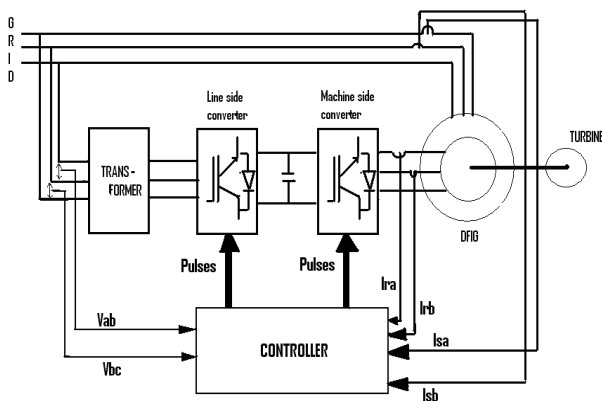 G
R
I
D
Line side
converter
Machine side
converter
TURBINE
TRANS -
FORMER
DFIG
Pulses
Pulses
Ira
Irb
Vab
Isa
CONTROLLER
Vbc
Isb